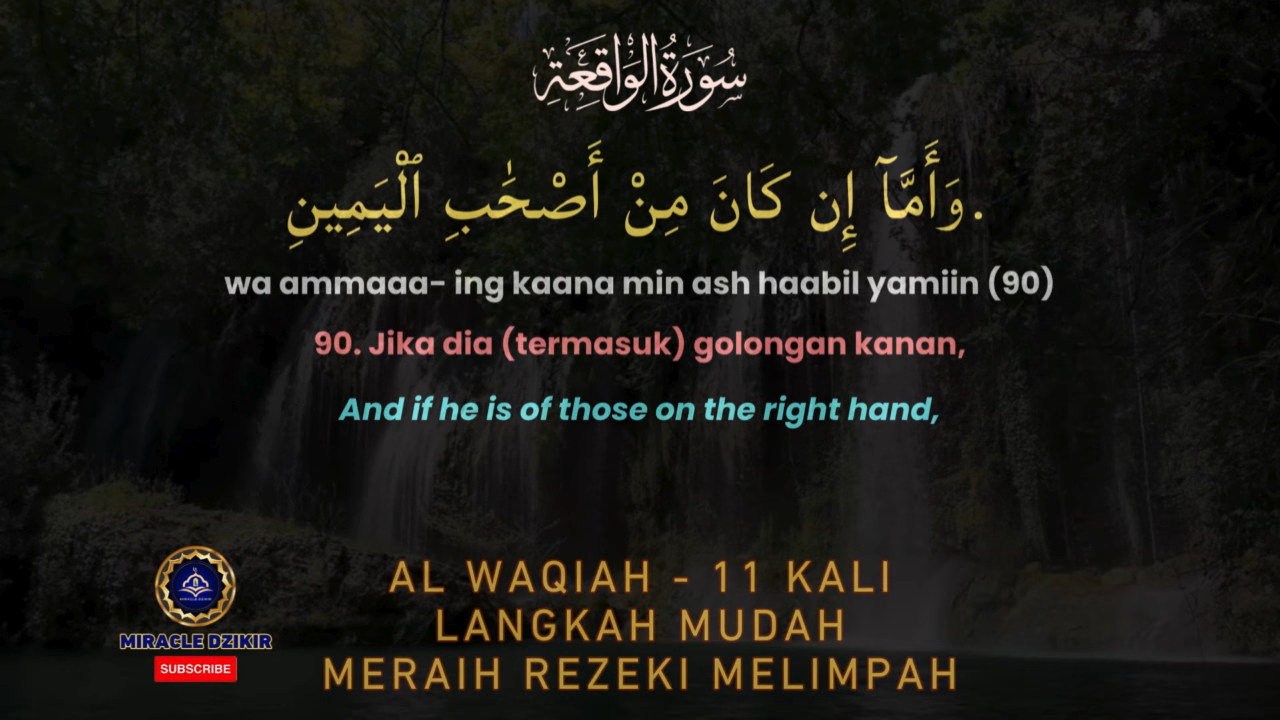 سُورَةُ الوَاقِعَةِ
وَأَمَّآ إِن كَانَ مِنْ أَصْحَٰبِ ٱلْيَمِينِ.
wa ammaaa- ing kaana min ash haabil yamiin (90)
90. Jika dia (termasuk) golongan kanan,
And if he is of those on the right hand,
AL WAQIAH - 11 KALI
LANGKAH MUDAH
MERAIH REZEKI MELIMPAH
MIRACLE DZIKIR
MIRACLE DZIKIR
SUBSCRIBE